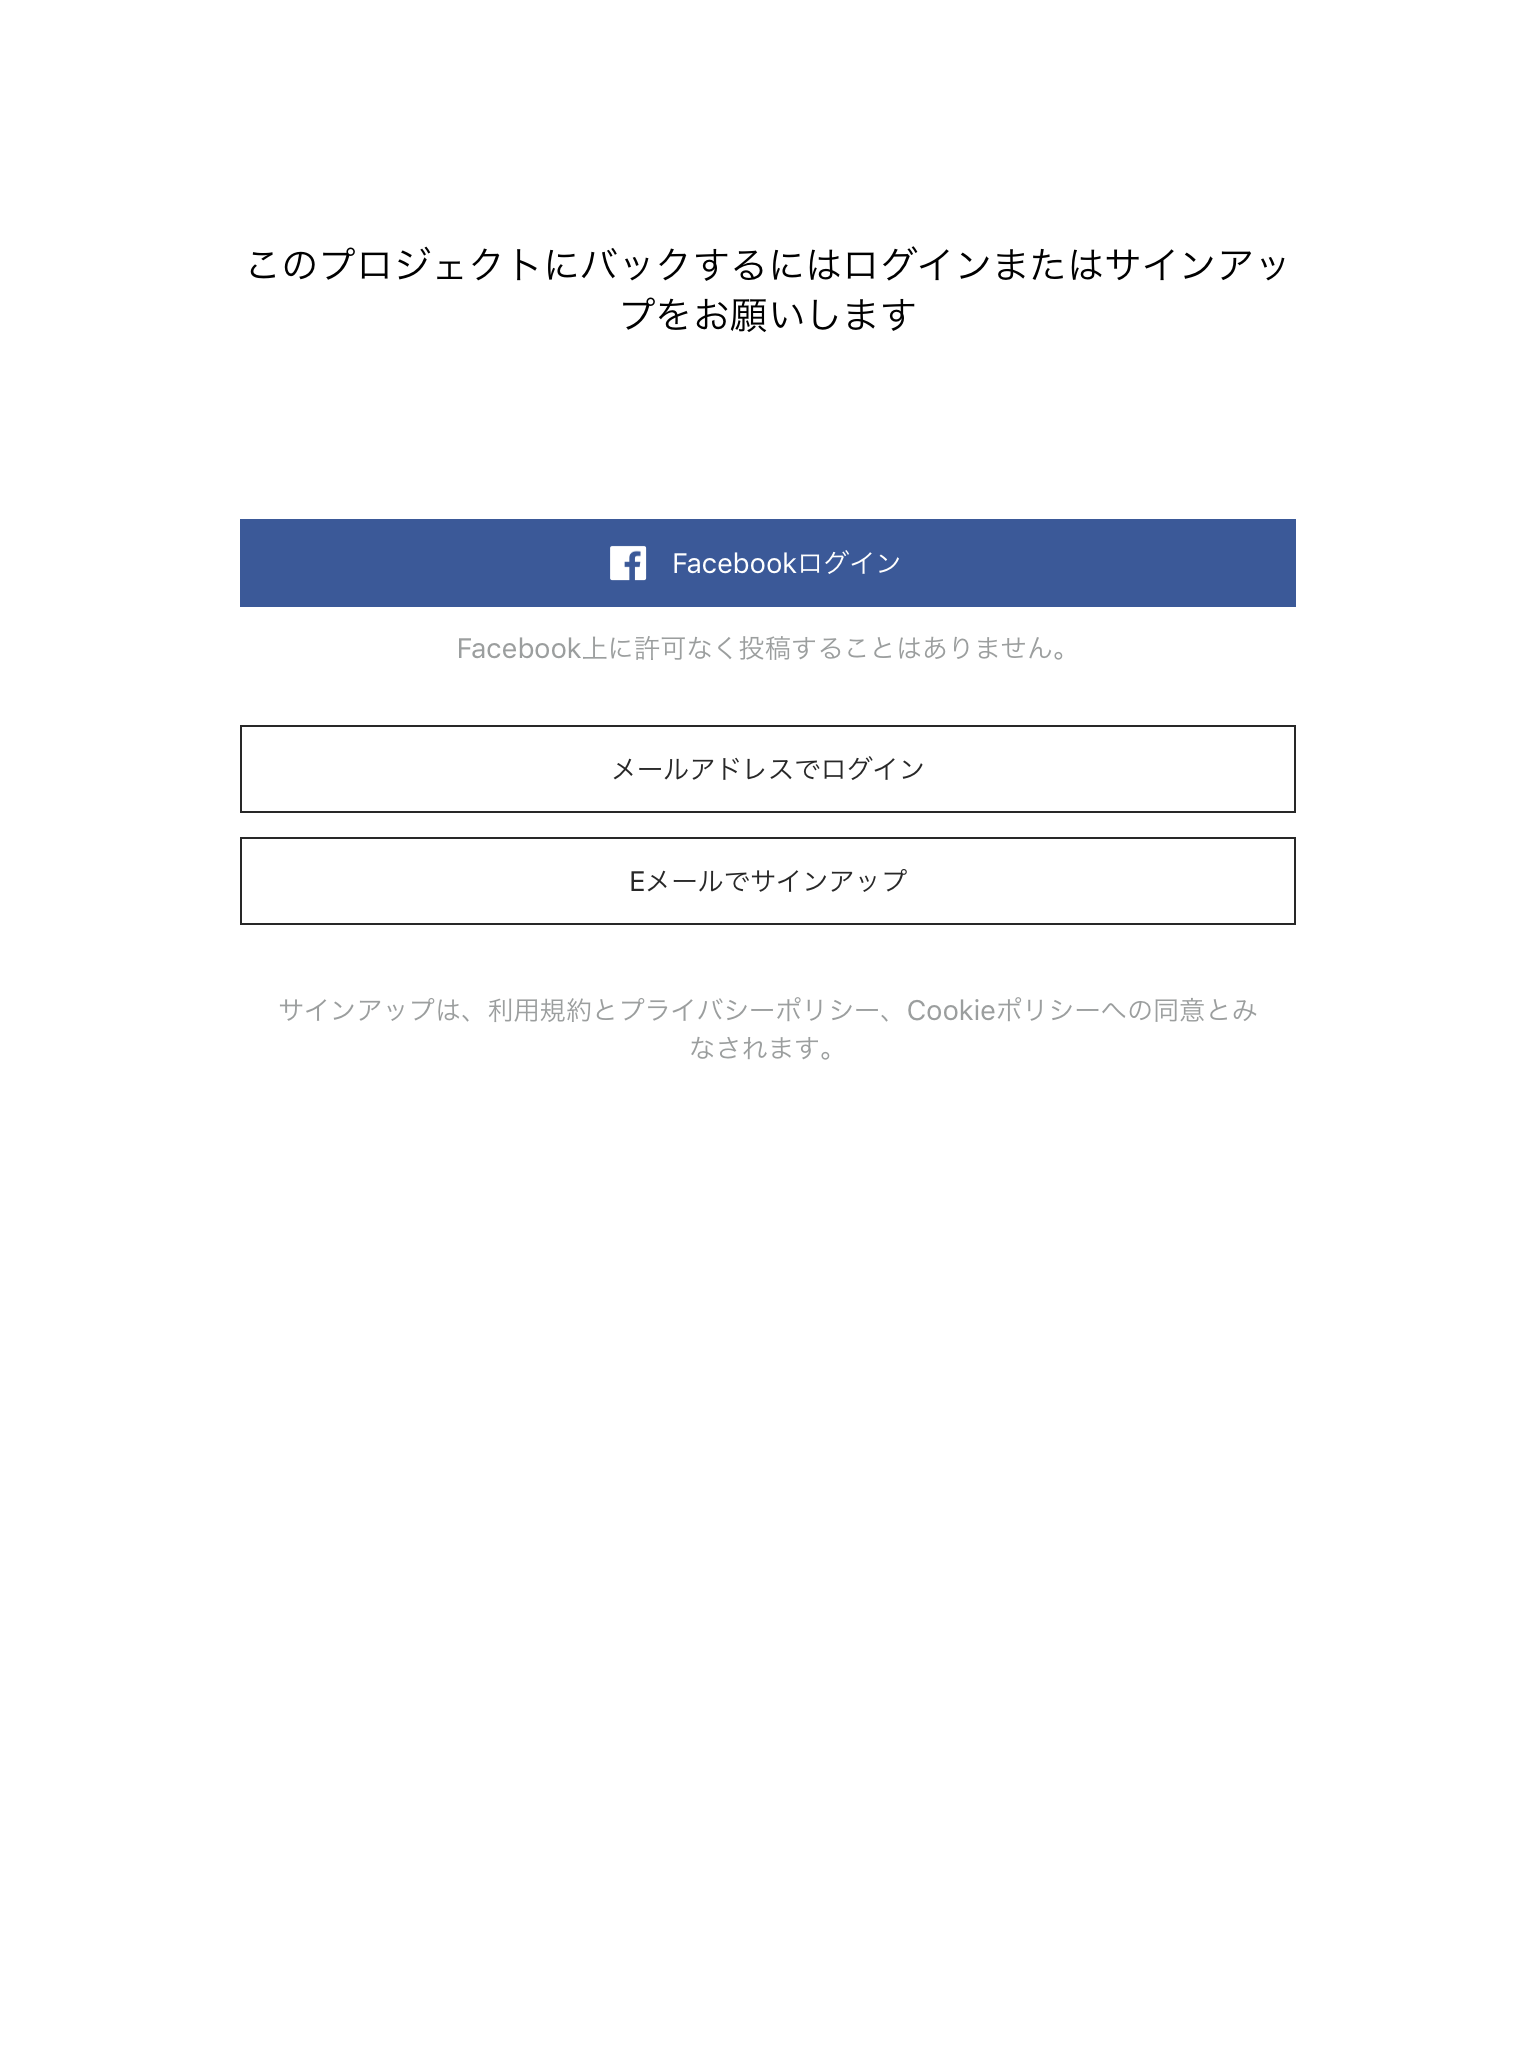 このプロジェクトにバックするにはログインまたはサインアッ
プをお願いします
Facebookログイン
Facebook上に許可なく投稿することはありません。
メールアドレスでログイン
Eメールでサインアップ
サインアップは、利用規約とプライバシーポリシー、Cookieポリシーへの同意とみ
なされます。